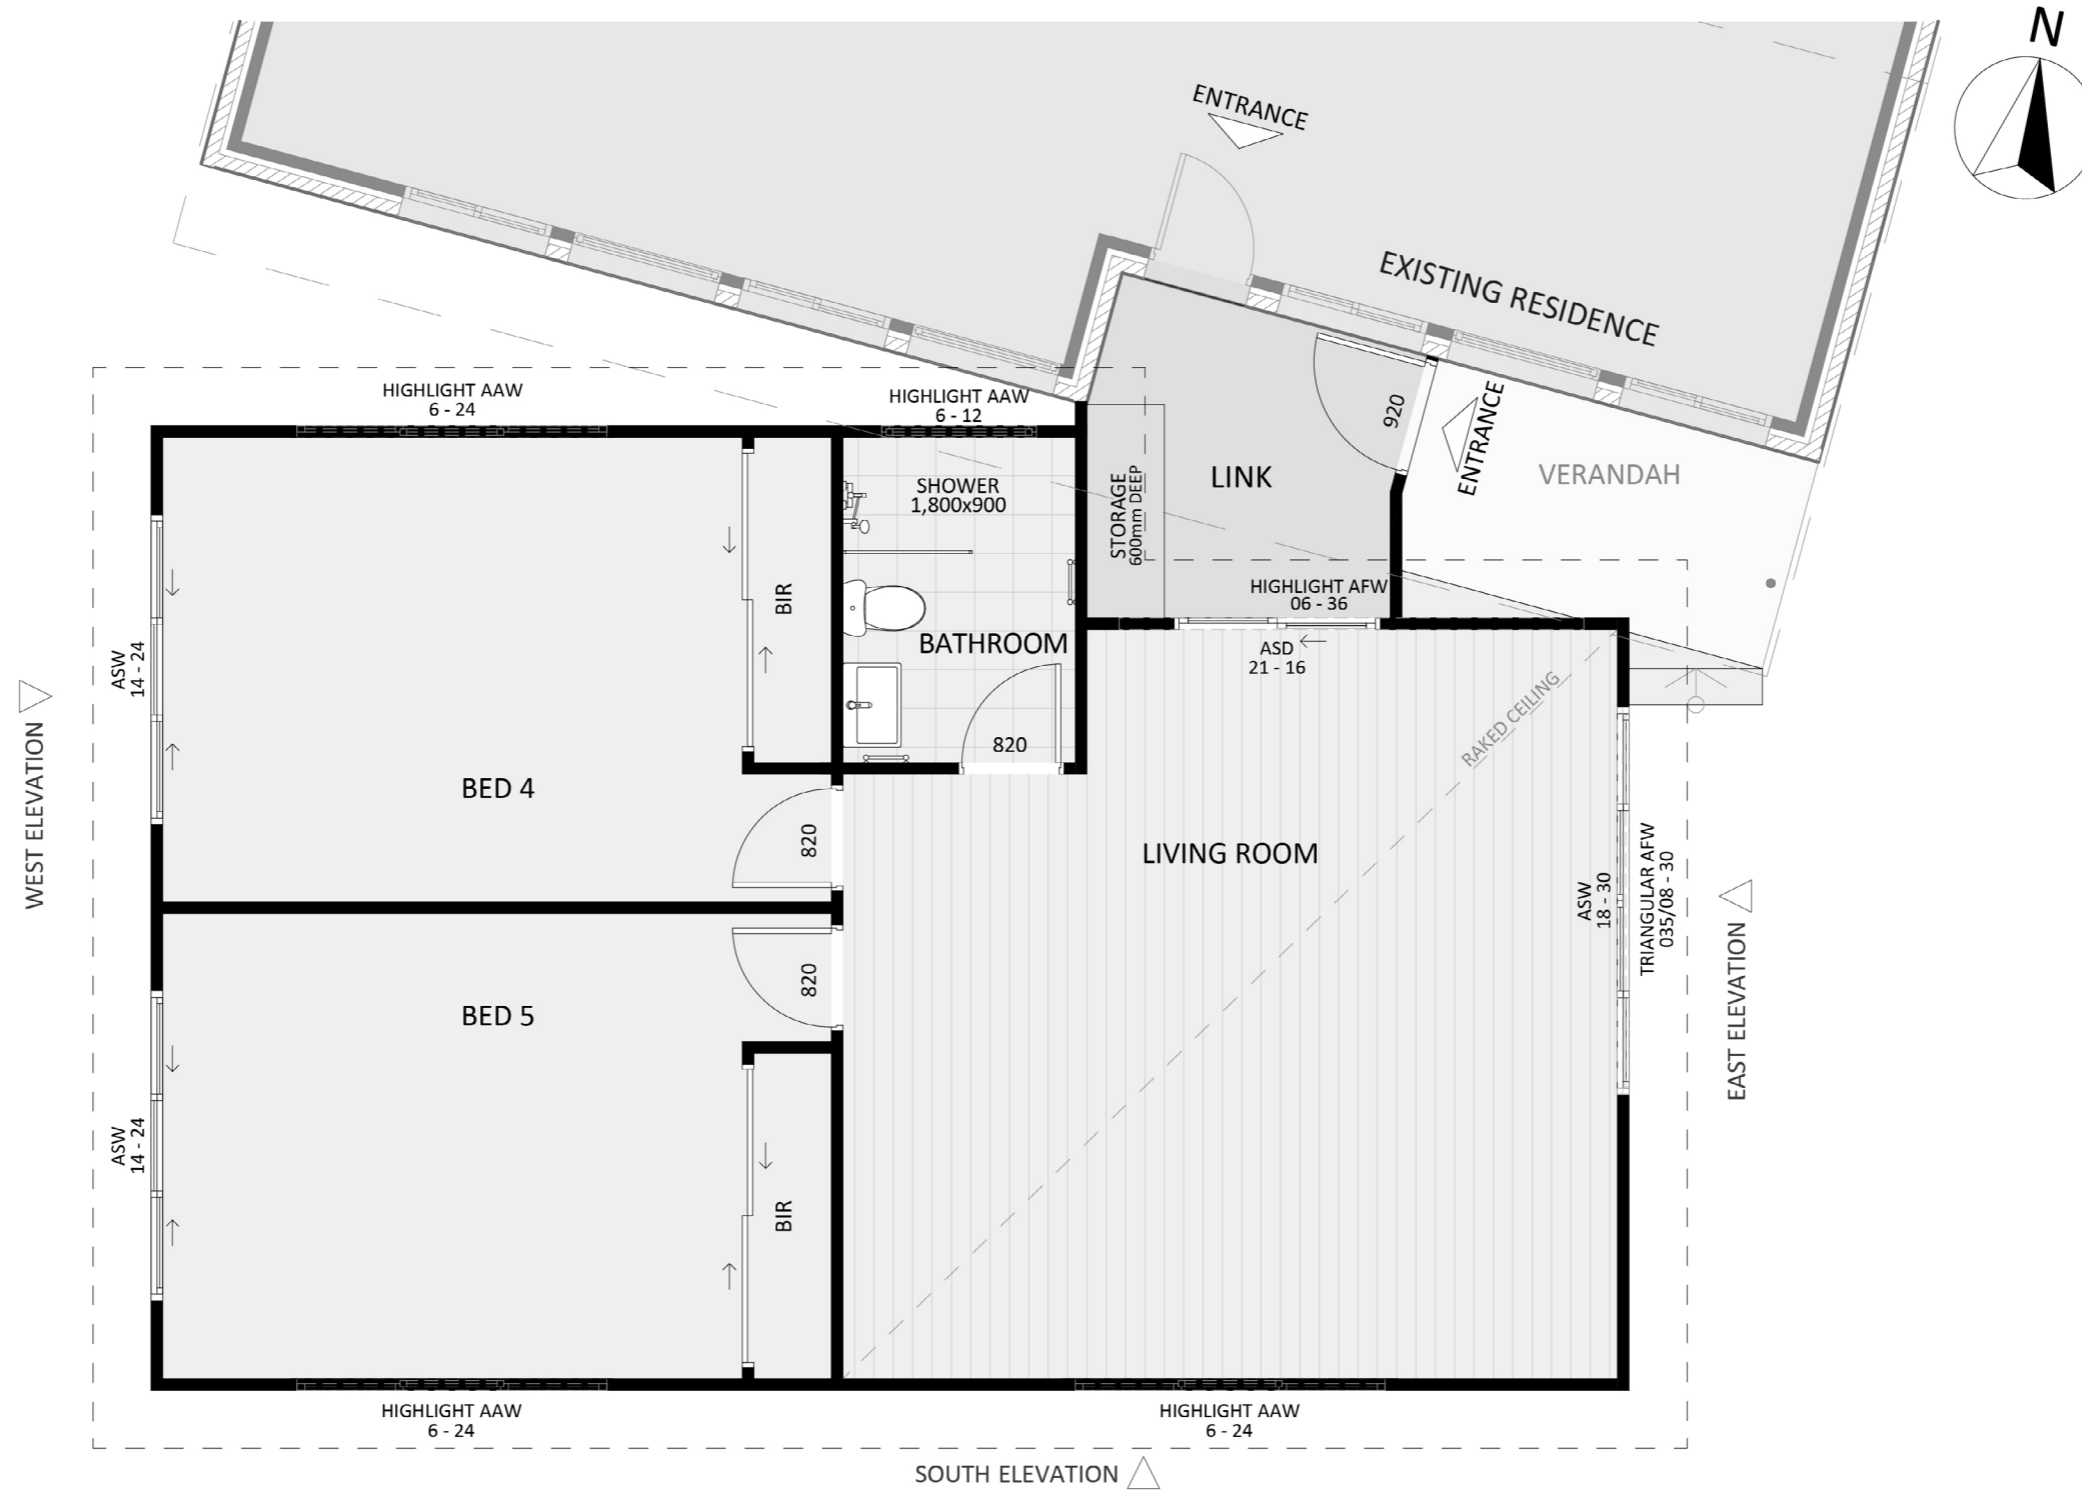 N
ENTRANCE
EXISTING RESIDENCE
HIGHLIGHT AAW
6 - 24
HIGHLIGHT AAW
6 - 12
920
ENTRANCE
LINK
VERANDAH
SHOWER
1,800x900
STORAGE
600mm DEEP
BIR
HIGHLIGHT AFW
06 - 36
BATHROOM
ASD
21 - 16
ASW
14 - 24
RAKED CEILING
820
BED 4
WEST ELEVATION
820
LIVING ROOM
ASW
18 - 30
TRIANGULAR AFW
035/08 - 30
820
BED 5
EAST ELEVATION
ASW
14 - 24
BIR
HIGHLIGHT AAW
6 - 24
HIGHLIGHT AAW
6 - 24
SOUTH ELEVATION